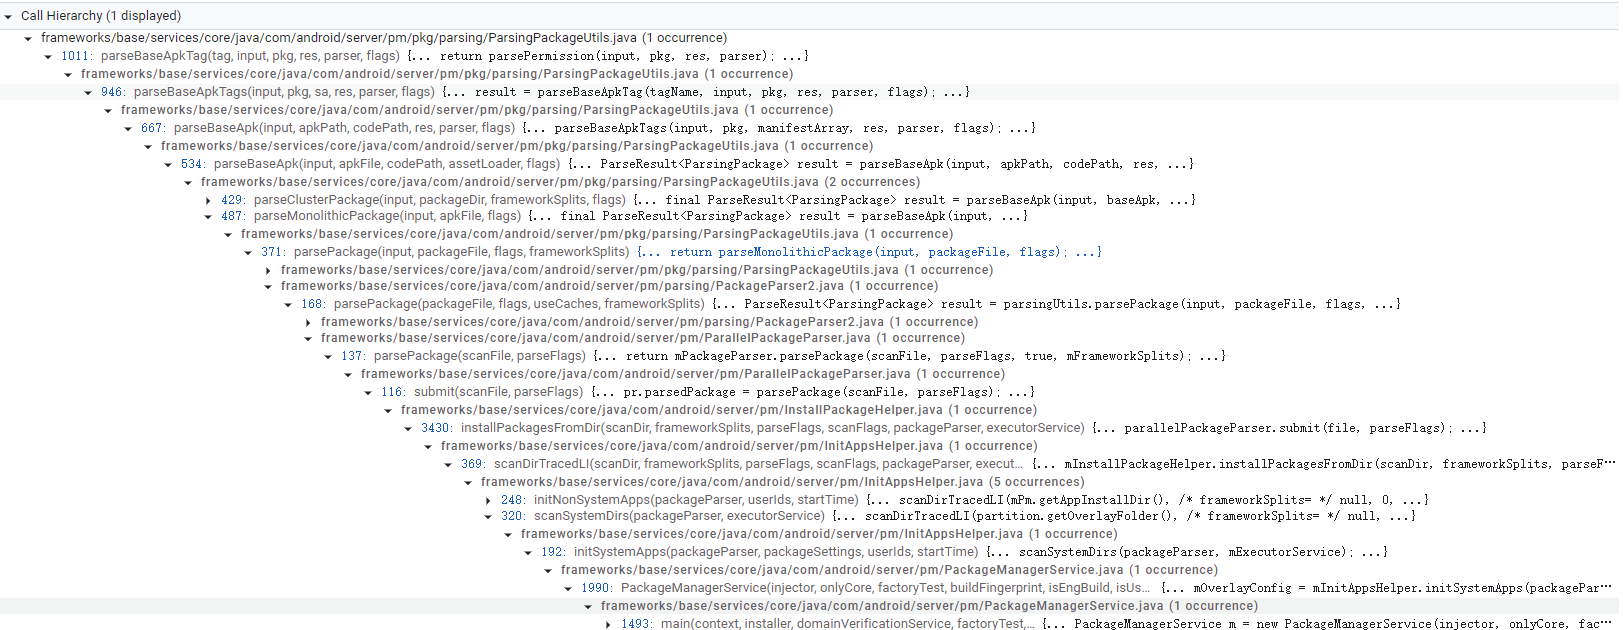 Call Hierarchy (1 displayed)
frameworks/base/services/core/java/com/android/server/pm/pkg/parsing/ParsingPackageUtils.java (1 occurrence)
1011: parseBaseApkTag(tag, input, pkg, res, parser, flags) {... return parsePermission(input, pkg, res, parser); ...}
frameworks/base/services/core/java/com/android/server/pm/pkg/parsing/ParsingPackageUtils.java (1 occurrence)
946: parseBaseApkTags(input, pkg, sa, res, parser, flags) {... result = parseBaseApkTag(tagName, input, pkg, res, parser, flags); ...}
frameworks/base/services/core/java/com/android/server/pm/pkg/parsing/ParsingPackageUtils.java (1 occurrence)
667: parseBaseApk(input, apkPath, codePath, res, parser, flags) {... parseBaseApkTags(input, pkg, manifestArray, res, parser, flags); ...}
frameworks/base/services/core/java/com/android/server/pm/pkg/parsing/ParsingPackageUtils.java (1 occurrence)
534: parseBaseApk(input, apkFile, codePath, assetLoader, flags) {... ParseResult<ParsingPackage> result = parseBaseApk(input, apkPath, codePath, res, ...}
frameworks/base/services/core/java/com/android/server/pm/pkg/parsing/ParsingPackageUtils.java (2 occurrences)
429: parseClusterPackage(input, packageDir, frameworkSplits, flags) {... final ParseResult<ParsingPackage> result = parseBaseApk(input, baseApk, ...}
487: parseMonolithicPackage(input, apkFile, flags) {... final ParseResult<ParsingPackage> result = parseBaseApk(input, ...}
frameworks/base/services/core/java/com/android/server/pm/pkg/parsing/ParsingPackageUtils.java (1 occurrence)
371: parsePackage(input, packageFile, flags, frameworkSplits) {... return parseMonolithicPackage(input, packageFile, flags); ...}
frameworks/base/services/core/java/com/android/server/pm/pkg/parsing/ParsingPackageUtils.java (1 occurrence)
frameworks/base/services/core/java/com/android/server/pm/parsing/PackageParser2.java (1 occurrence)
168: parsePackage(packageFile, flags, useCaches, frameworkSplits) {... ParseResult<ParsingPackage> result = parsingUtils.parsePackage(input, packageFile, flags, ...}
frameworks/base/services/core/java/com/android/server/pm/parsing/PackageParser2.java (1 occurrence)
frameworks/base/services/core/java/com/android/server/pm/ParallelPackageParser.java (1 occurrence)
137: parsePackage(scanFile, parseFlags) {... return mPackageParser.parsePackage(scanFile, parseFlags, true, mFrameworkSplits); ...}
frameworks/base/services/core/java/com/android/server/pm/ParallelPackageParser.java (1 occurrence)
116: submit(scanFile, parseFlags) {... pr.parsedPackage = parsePackage(scanFile, parseFlags); ...}
frameworks/base/services/core/java/com/android/server/pm/InstallPackageHelper.java (1 occurrence)
3430: installPackagesFromDir(scanDir, frameworkSplits, parseFlags, scanFlags, packageParser, executorService) {... parallelPackageParser.submit(file, parseFlags); ...}
frameworks/base/services/core/java/com/android/server/pm/InitAppsHelper.java (1 occurrence)
369: scanDirTracedLI(scanDir, frameworkSplits, parseFlags, scanFlags, packageParser, execut... {... mInstallPackageHelper.installPackagesFromDir(scanDir, frameworkSplits, parseF...
frameworks/base/services/core/java/com/android/server/pm/InitAppsHelper.java (5 occurrences)
248: initNonSystemApps(packageParser, userIds, startTime) {... scanDirTracedLI(mPm.getAppInstallDir(), /* frameworkSplits= */ null, 0, ...}
320: scanSystemDirs(packageParser, executorService) {... scanDirTracedLI(partition.getOverlayFolder(), /* frameworkSplits= */ null, ...}
frameworks/base/services/core/java/com/android/server/pm/InitAppsHelper.java (1 occurrence)
192: initSystemApps(packageParser, packageSettings, userIds, startTime) {... scanSystemDirs(packageParser, mExecutorService); ...}
frameworks/base/services/core/java/com/android/server/pm/PackageManagerService.java (1 occurrence)
1990: PackageManagerService(injector, onlyCore, factoryTest, buildFingerprint, isEngBuild, isUs... {... mOverlayConfig = mInitAppsHelper.initSystemApps(packagePar...
frameworks/base/services/core/java/com/android/server/pm/PackageManagerService.java (1 occurrence)
1493: main(context, installer, domainVerificationService, factoryTest,... {... PackageManagerService m = new PackageManagerService(injector, onlyCore, fac...